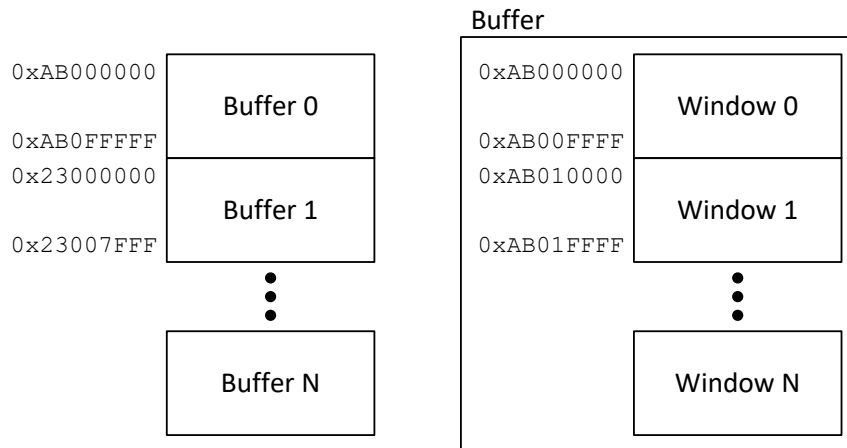 0xAB000000
Buffer 0
0xAB0FFFFF
0x23000000
Buffer 1
0x23007FFF
Buffer N
Buffer
0xAB000000
Window 0
0xAB00FFFF
0xAB010000
Window 1
0xAB01FFFF
Window N